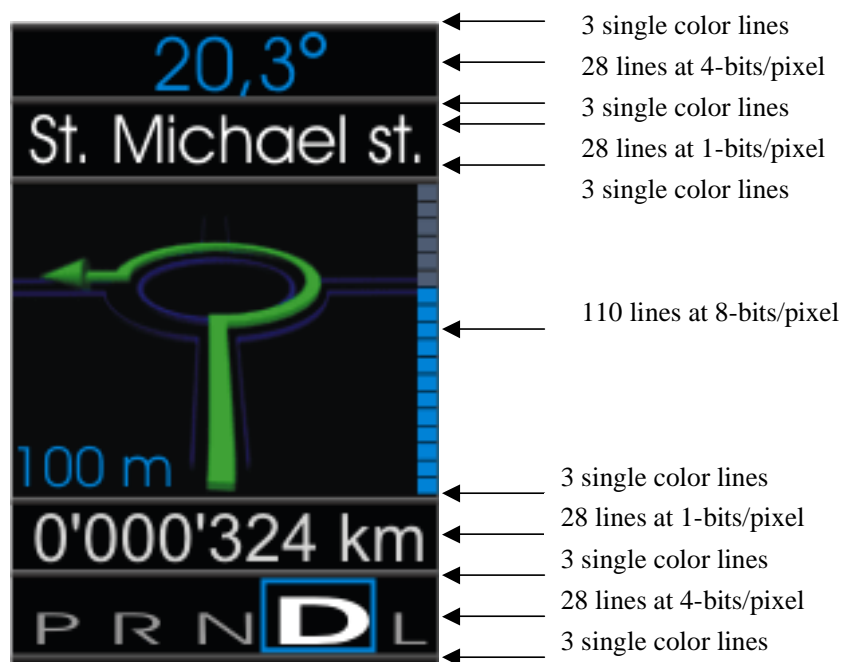 20,3°
3 single color lines
28 lines at 4-bits/pixel
St. Michael st.
3 single color lines
28 lines at 1-bits/pixel
3 single color lines
110 lines at 8-bits/pixel
100 m
3 single color lines
0'000'324 km
28 lines at 1-bits/pixel
3 single color lines
P R N D L
28 lines at 4-bits/pixel
3 single color lines